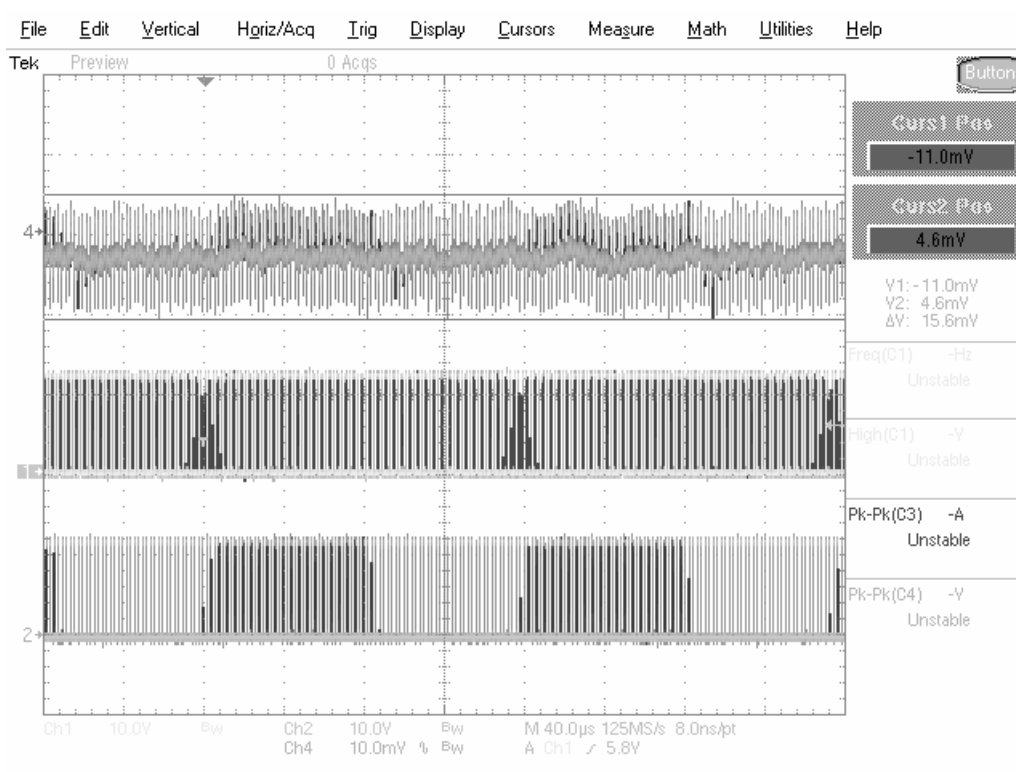 File Edit Vertical Horiz/Acq Trig Display Cursors Measure Math Utilities Help
Tek Preview 0 Acqs
Button
Curs1 Pos
-11.0mV
Curs2 Pos
4.6mV
V1: -11.0mV
V2: 4.6mV
ΔV: 15.6mV
Freq(C1) -Hz
Unstable
High(C1) -V
Unstable
Pk-Pk(C3) -A
Unstable
Pk-Pk(C4) -V
Unstable
4
1
2
Ch1 10.0V Bw Ch2 10.0V Bw M 40.0µs 125MS/s 8.0ns/pt
Ch4 10.0mV Bw A Ch1 5.8V